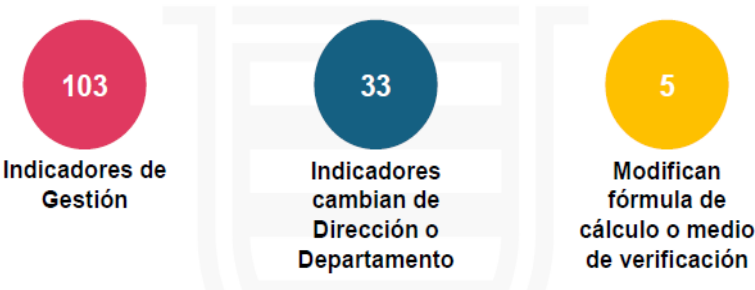 103
Indicadores de
Gestión
33
Indicadores
cambian de
Dirección o
Departamento
5
Modifican
fórmula de
cálculo o medio
de verificación